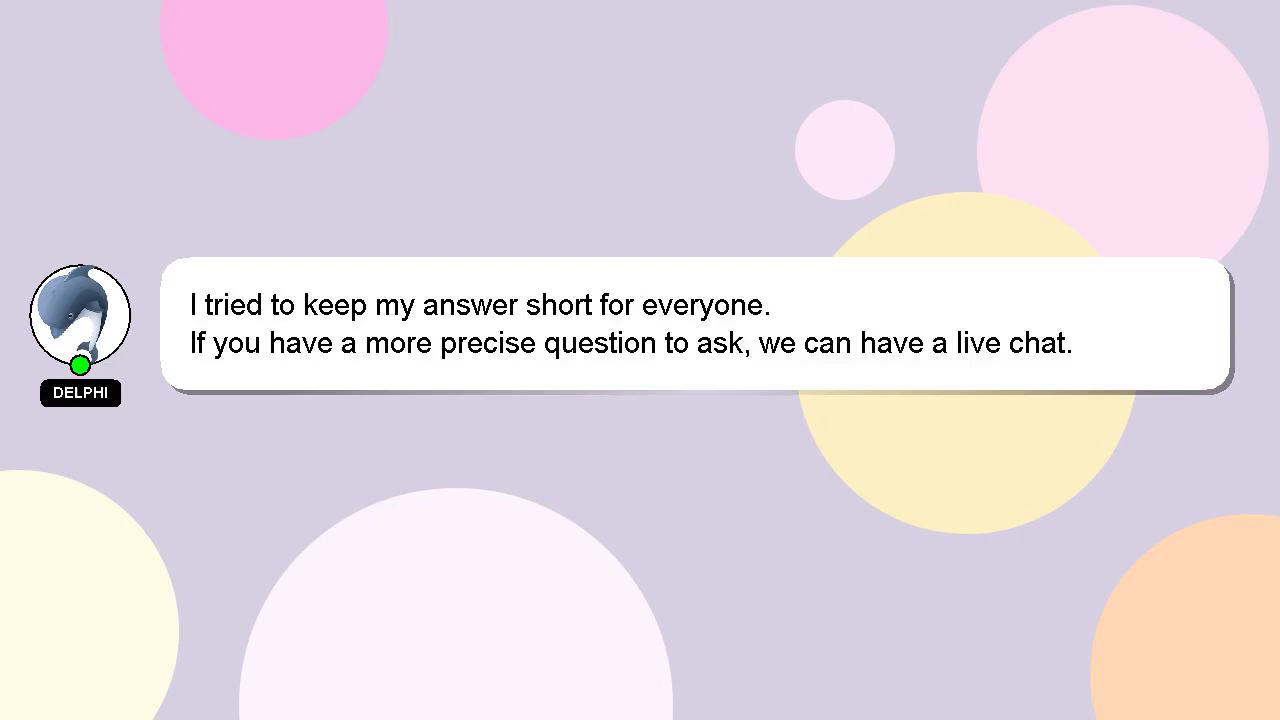 I tried to keep my answer short for everyone.
If you have a more precise question to ask, we can have a live chat.
DELPHI